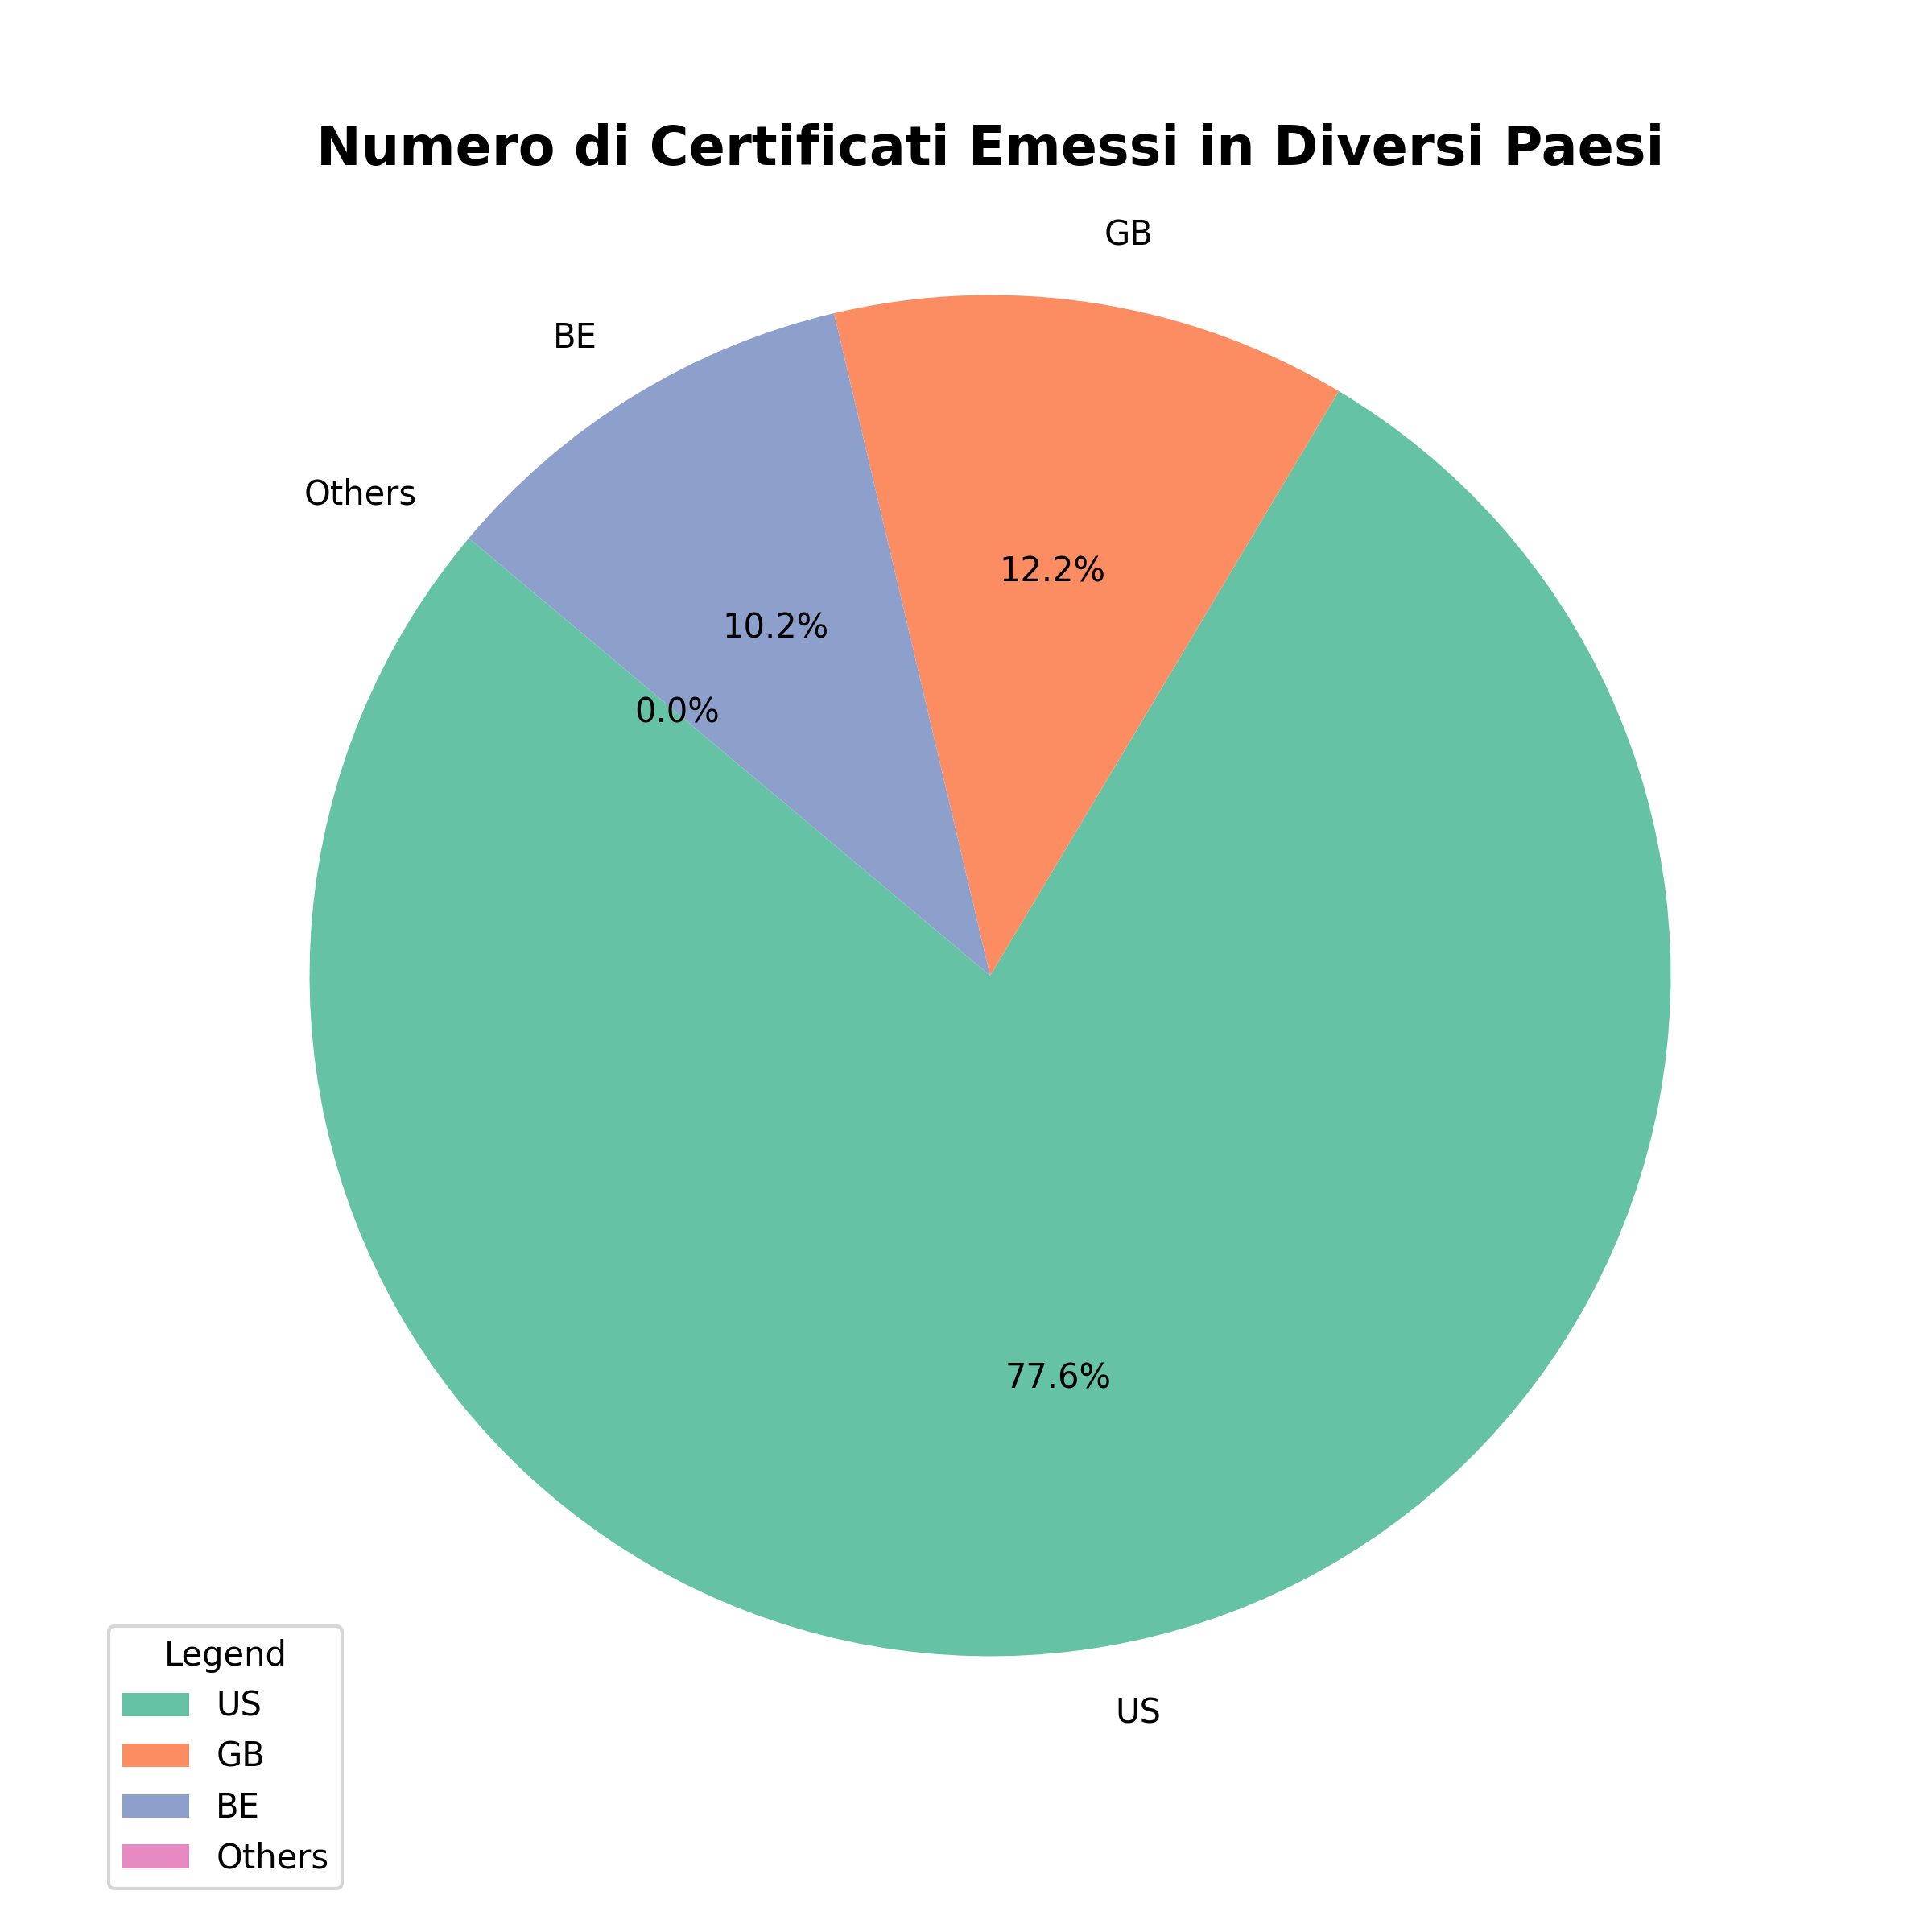 Numero di Certificati Emessi in Diversi Paesi
GB
BE
Others
12.2%
10.2%
0.0%
77.6%
US
Legend
US
GB
BE
Others